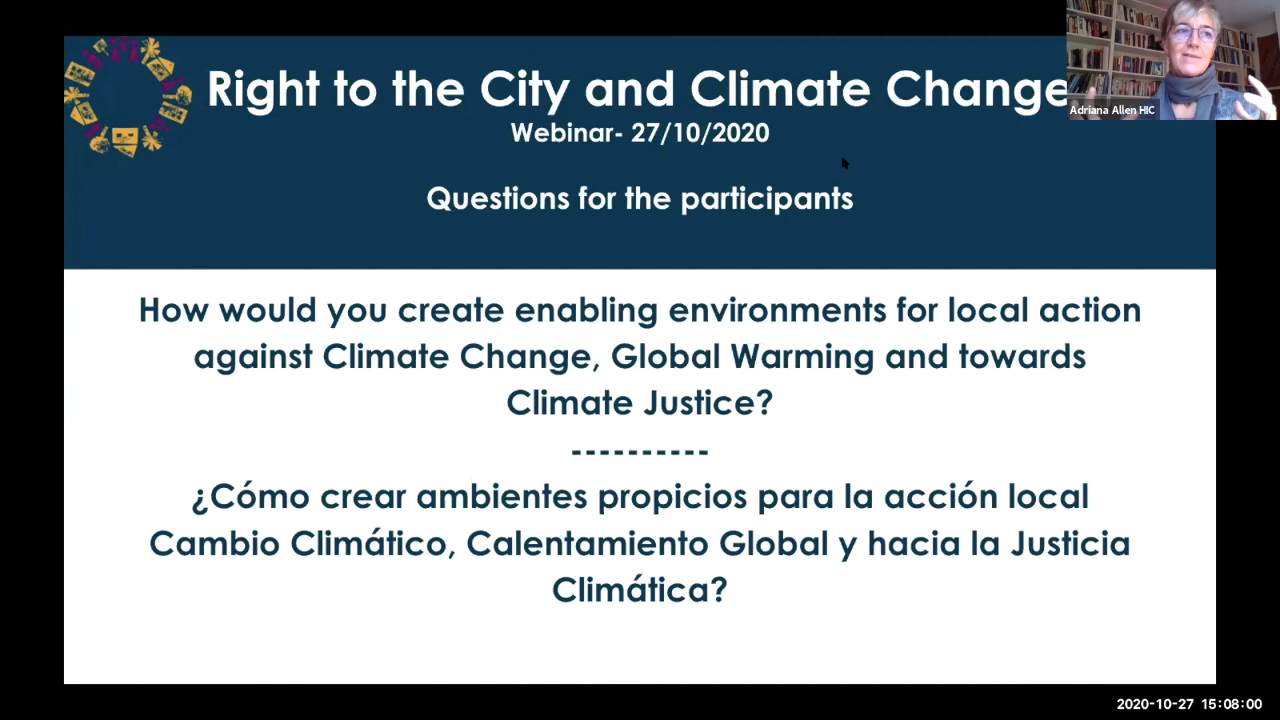 Right to the City and Climate Change
Adriana Allen HIC
Webinar- 27/10/2020
Questions for the participants
How would you create enabling environments for local action
against Climate Change, Global Warming and towards
Climate Justice?
----------
¿Cómo crear ambientes propicios para la acción local
Cambio Climático, Calentamiento Global y hacia la Justicia
Climática?
2020-10-27 15:08:00